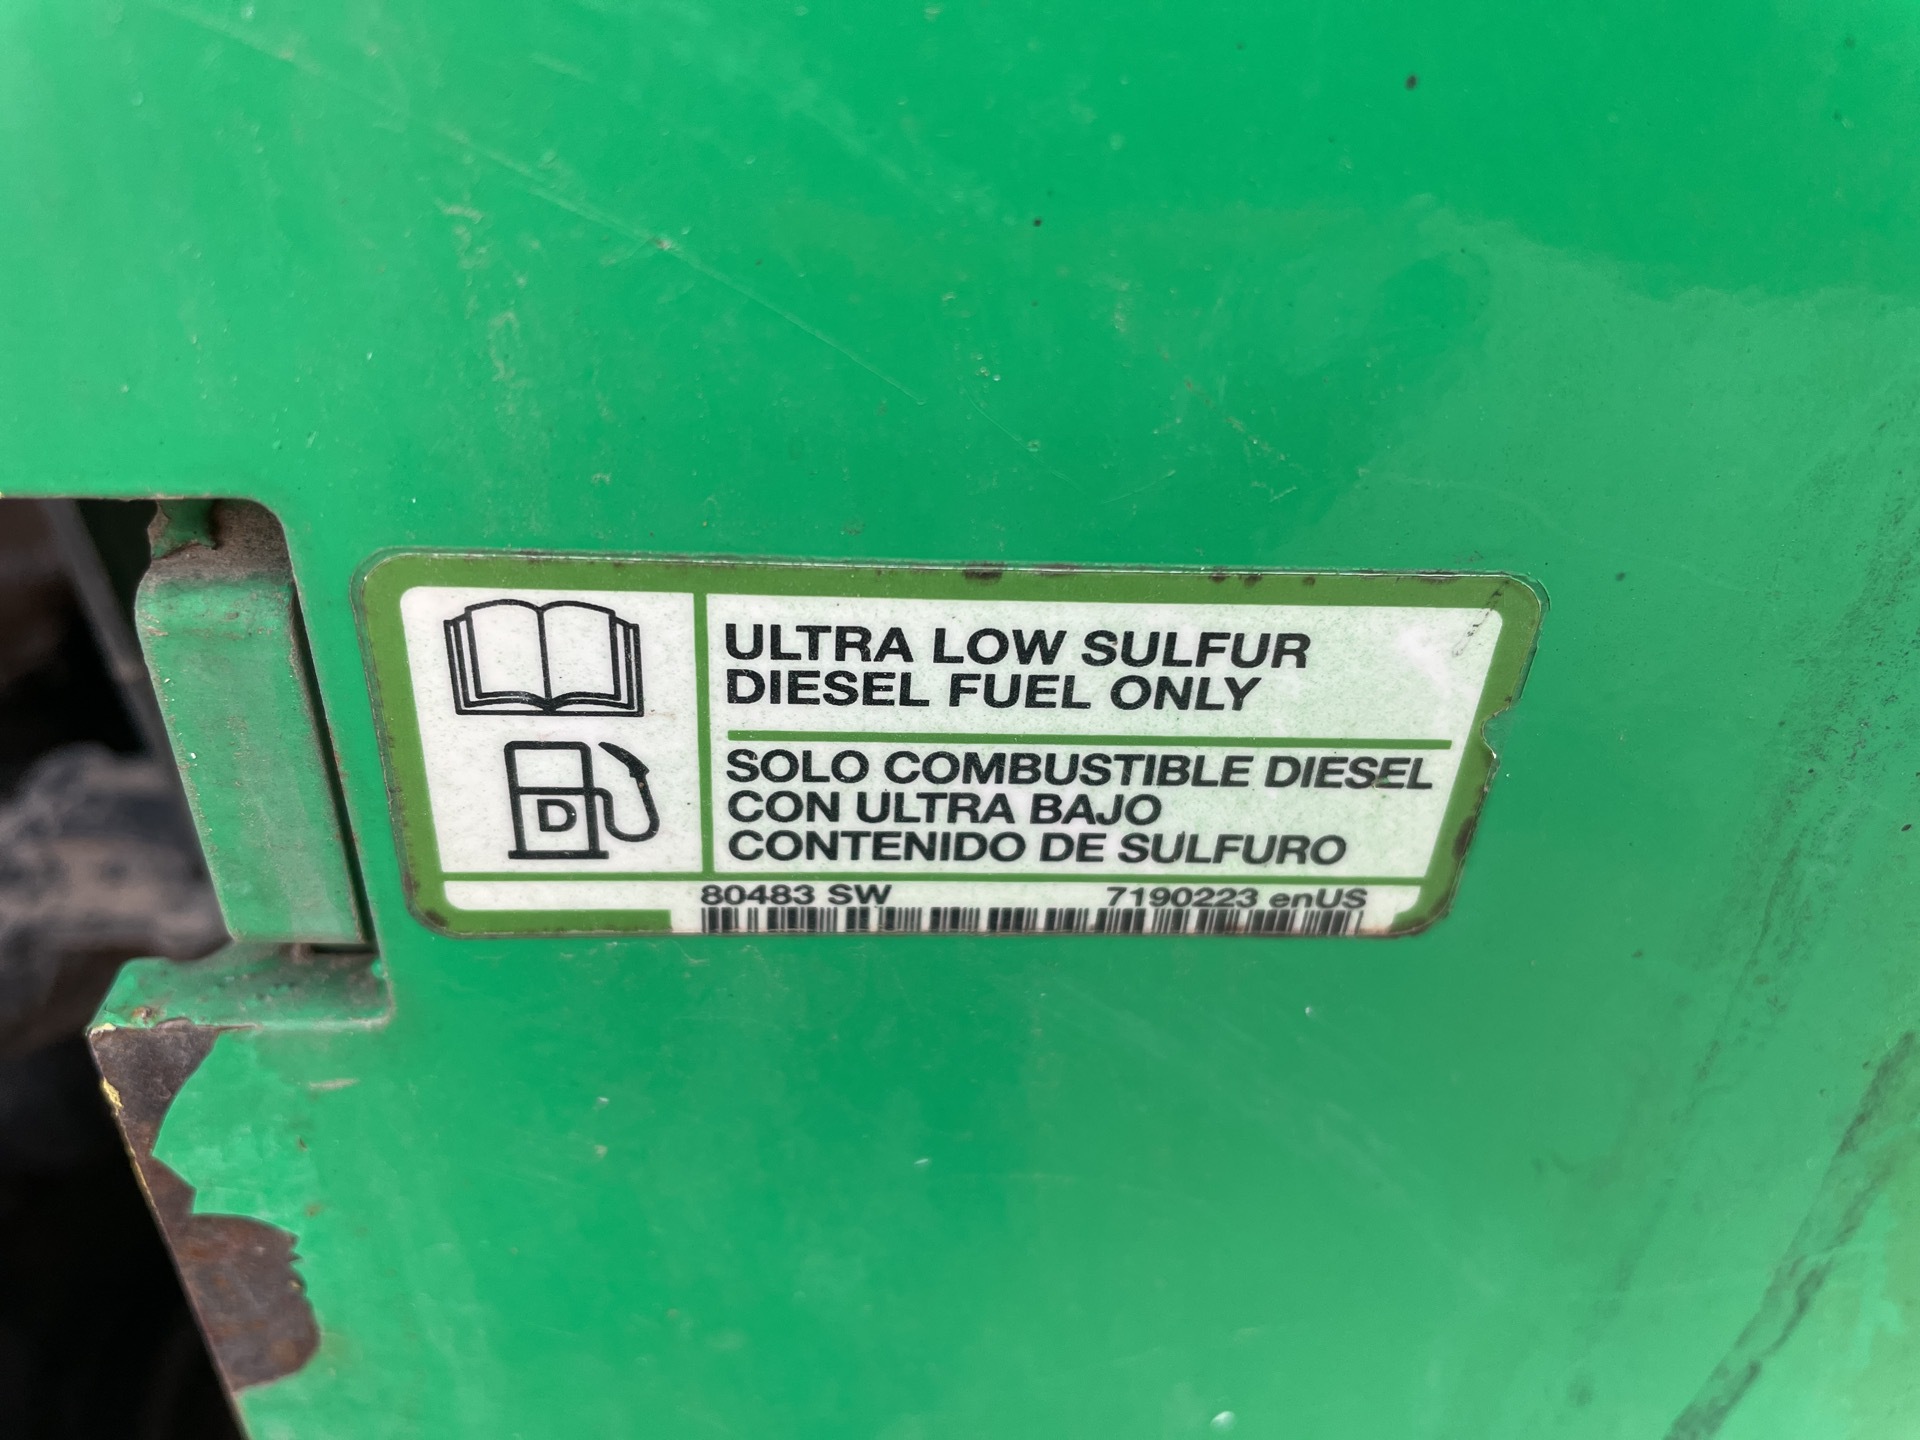 ULTRA LOW SULFUR
DIESEL FUEL ONLY
D
SOLO COMBUSTIBLE DIESEL
CON ULTRA BAJO
CONTENIDO DE SULFURO
80483 SW 7190223 enUS